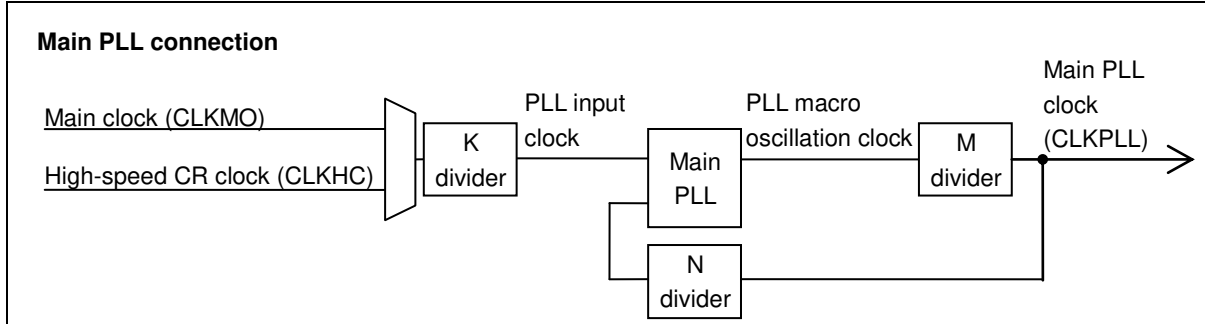 Main PLL connection
Main clock (CLKMO)
High-speed CR clock (CLKHC)
K
divider
PLL input
clock
Main
PLL
PLL macro
oscillation clock
M
divider
Main PLL
clock
(CLKPLL)
N
divider